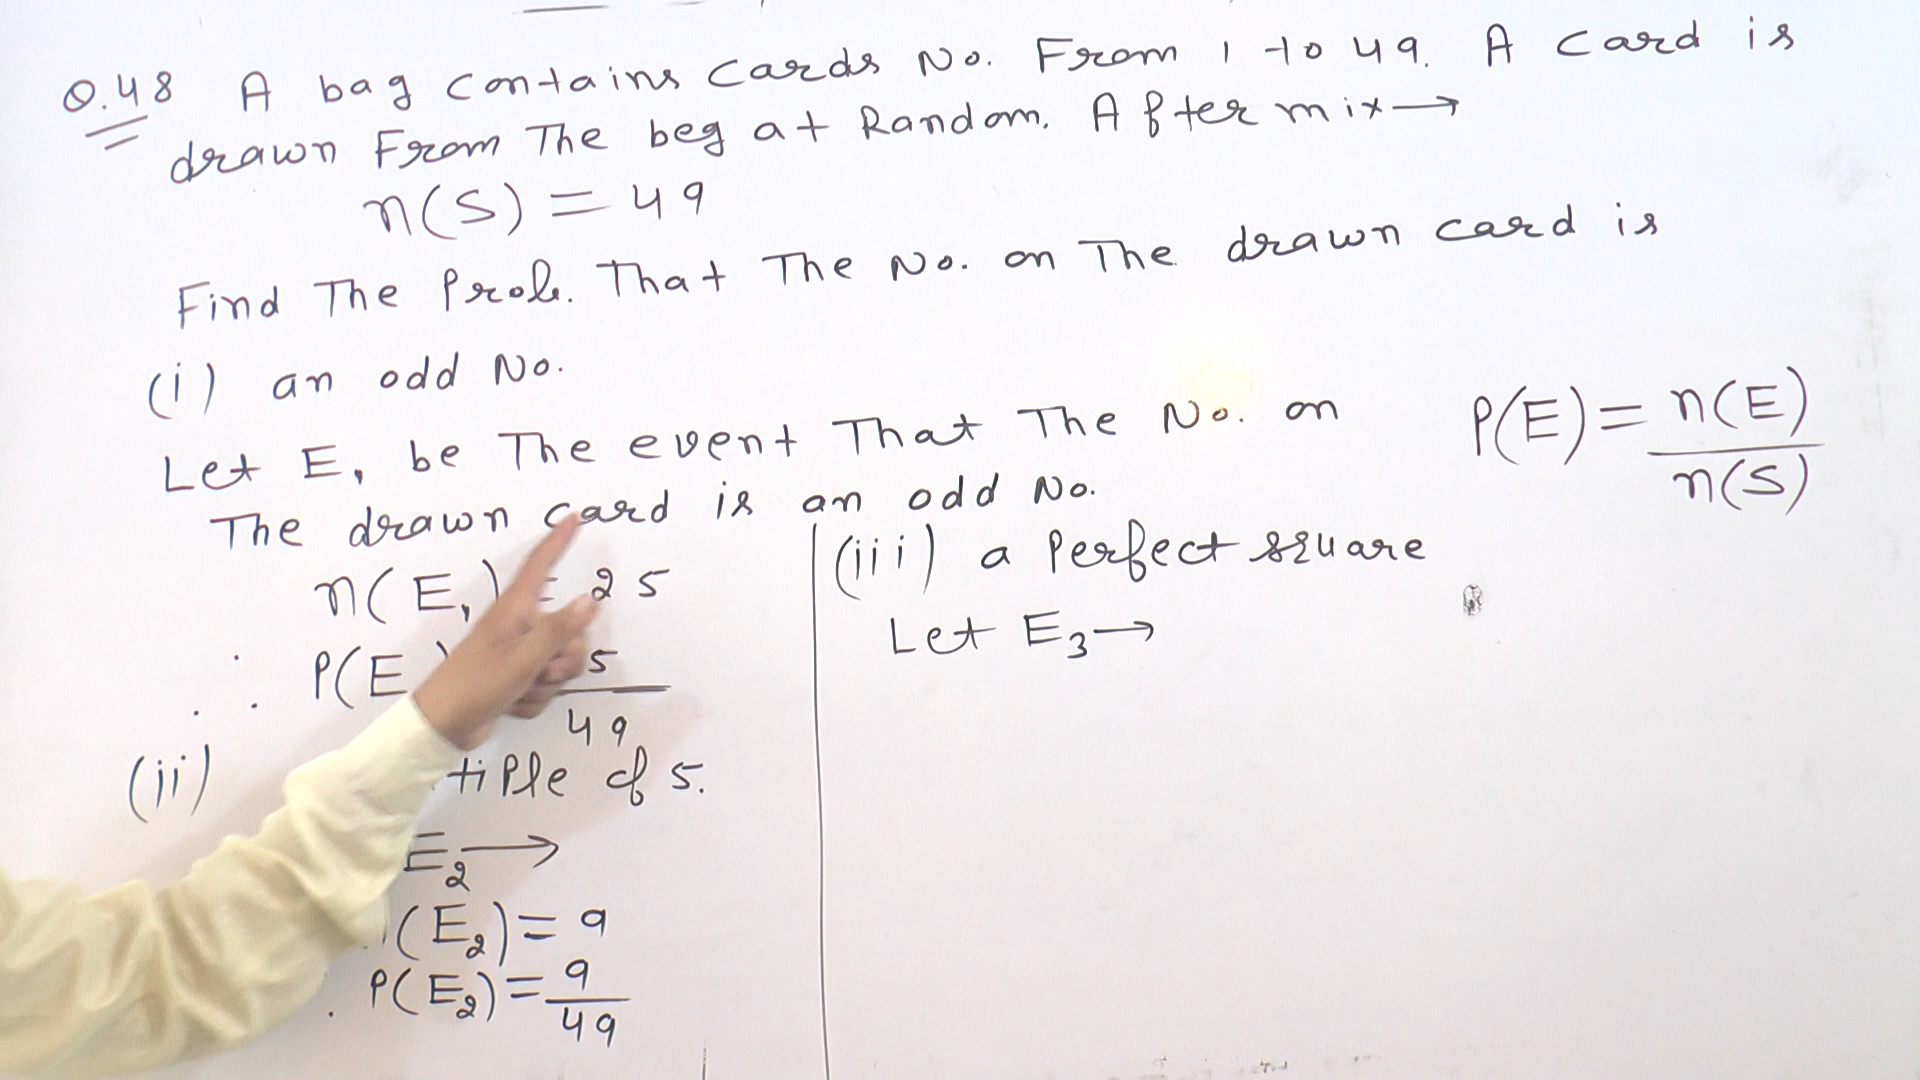 Q.48 A bag contains cards No. From 1 to 49. A card is
drawn From The beg at Random. After mix→
n(S) = 49
Find The Prob. That The No. on The drawn card is
(i) an odd No.
Let E1 be The event That The No. on
The drawn card is an odd No.
n(E1) = 25
∴ P(E 5
49
(ii) tiple of 5.
E2→
(E2) = 9
P(E2) = 9
49
P(E) = n(E)
n(S)
(iii) a Perfect square
Let E3→